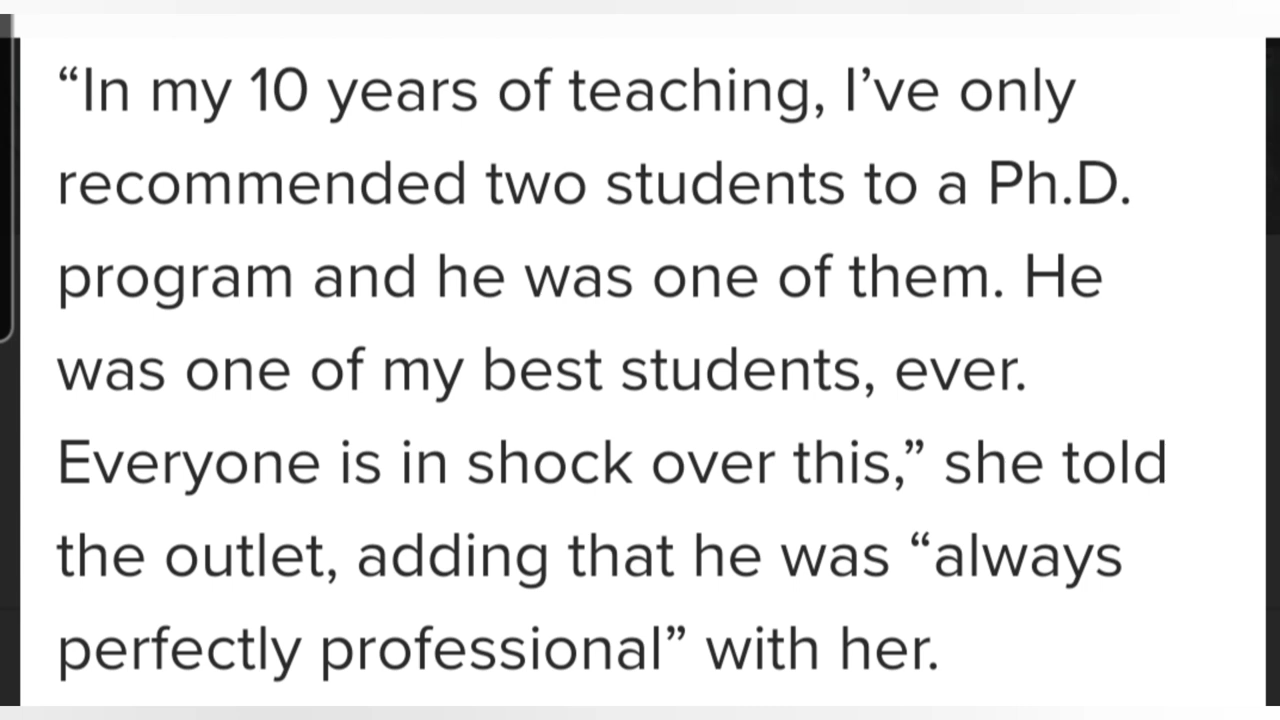 “In my 10 years of teaching, I’ve only
recommended two students to a Ph.D.
program and he was one of them. He
was one of my best students, ever.
Everyone is in shock over this,” she told
the outlet, adding that he was “always
perfectly professional” with her.